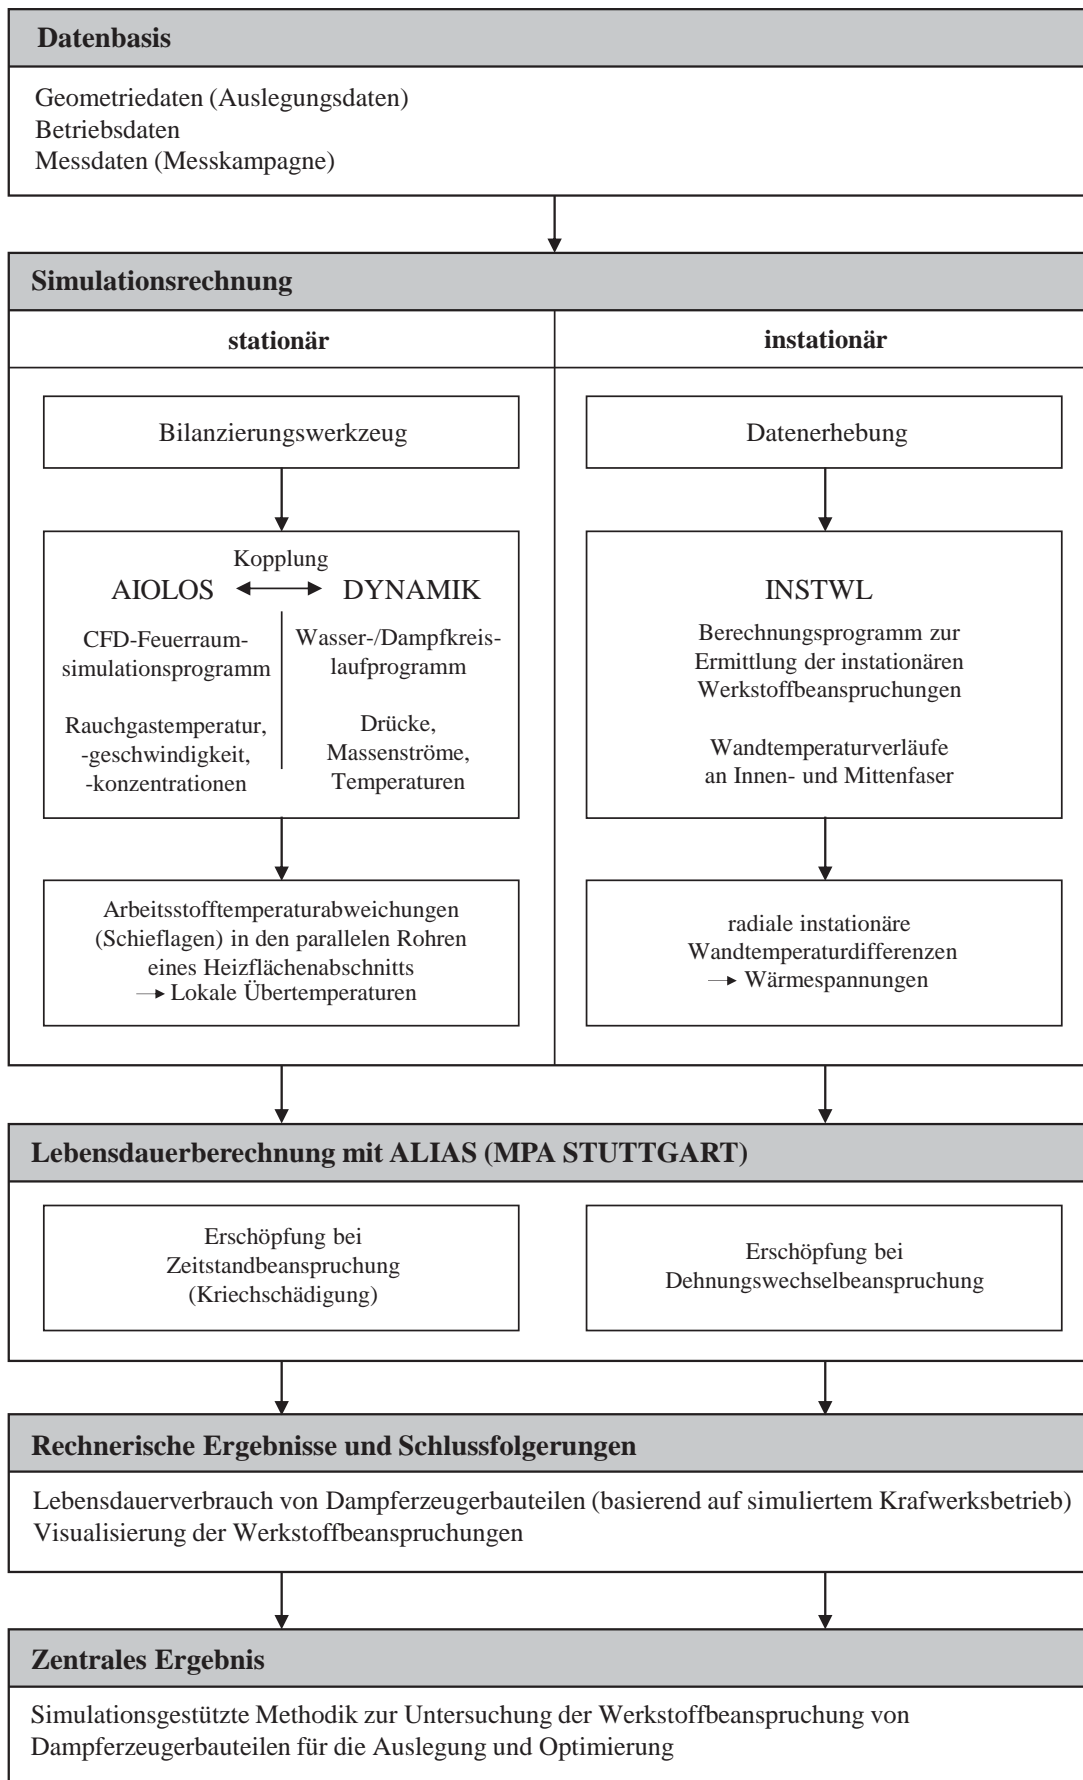 Datenbasis
Geometriedaten (Auslegungsdaten)
Betriebsdaten
Messdaten (Messkampagne)
Simulationsrechnung
stationär
instationär
Bilanzierungswerkzeug
Datenerhebung
Kopplung
AIOLOS
DYNAMIK
CFD-Feuerraum-
simulationsprogramm
Wasser-/Dampfkreis-
laufprogramm
Rauchgastemperatur,
-geschwindigkeit,
-konzentrationen
Drücke,
Massenströme,
Temperaturen
INSTWL
Berechnungsprogramm zur
Ermittlung der instationären
Werkstoffbeanspruchungen
Wandtemperaturverläufe
an Innen- und Mittenfaser
Arbeitsstofftemperaturabweichungen
(Schieflagen) in den parallelen Rohren
eines Heizflächenabschnitts
→ Lokale Übertemperaturen
radiale instationäre
Wandtemperaturdifferenzen
→ Wärmespannungen
Lebensdauerberechnung mit ALIAS (MPA STUTTGART)
Erschöpfung bei
Zeitstandbeanspruchung
(Kriechschädigung)
Erschöpfung bei
Dehnungswechselbeanspruchung
Rechnerische Ergebnisse und Schlussfolgerungen
Lebensdauerverbrauch von Dampferzeugerbauteilen (basierend auf simuliertem Krafwerksbetrieb)
Visualisierung der Werkstoffbeanspruchungen
Zentrales Ergebnis
Simulationsgestützte Methodik zur Untersuchung der Werkstoffbeanspruchung von
Dampferzeugerbauteilen für die Auslegung und Optimierung